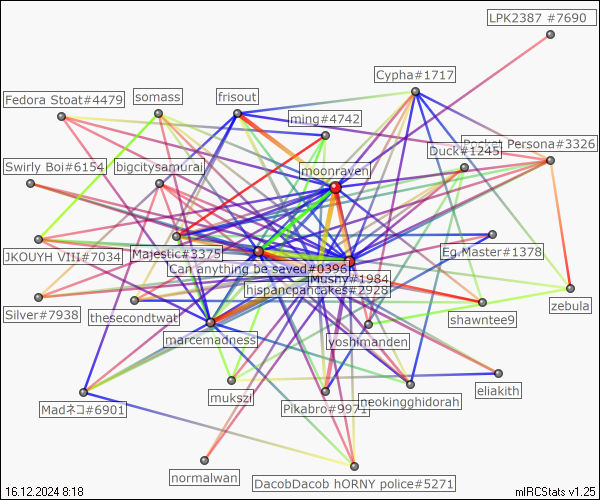 LPK2387 #7690
Cypha#1717
Fedora Stoat#4479
somass
frisout
ming#4742
Pocket Persona#3326
Duck#1245
Swirly Boi#6154
bigcitysamurai
moonraven
JKOUYH VIII#7034
Majestic#3375
Eg.Master#1378
Can anything be saved#0396
Mushy#1984
hispancpancakes#2928
Silver#7938
thesecondtwat
shawntee9
zebula
marcemadness
yoshimanden
mukszi
eliakith
Madネコ#6901
Pikabro#9971
neokingghidorah
normalwan
DacobDacob hORNY police#5271
16.12.2024 8:18
mIRCStats v1.25